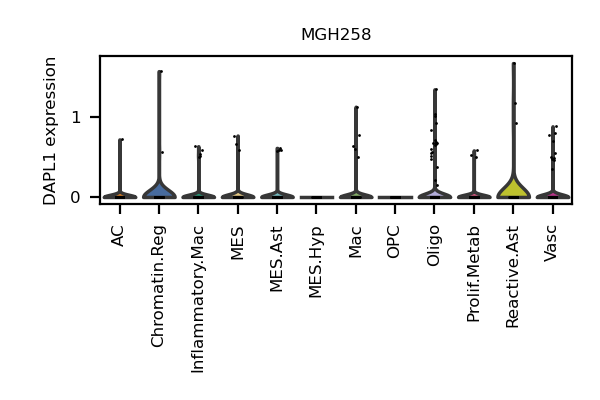 MGH258
DAPL1 expression
1
0
AC
Chromatin.Reg
Inflammatory.Mac
MES
MES.Ast
MES.Hyp
Mac
OPC
Oligo
Prolif.Metab
Reactive.Ast
Vasc